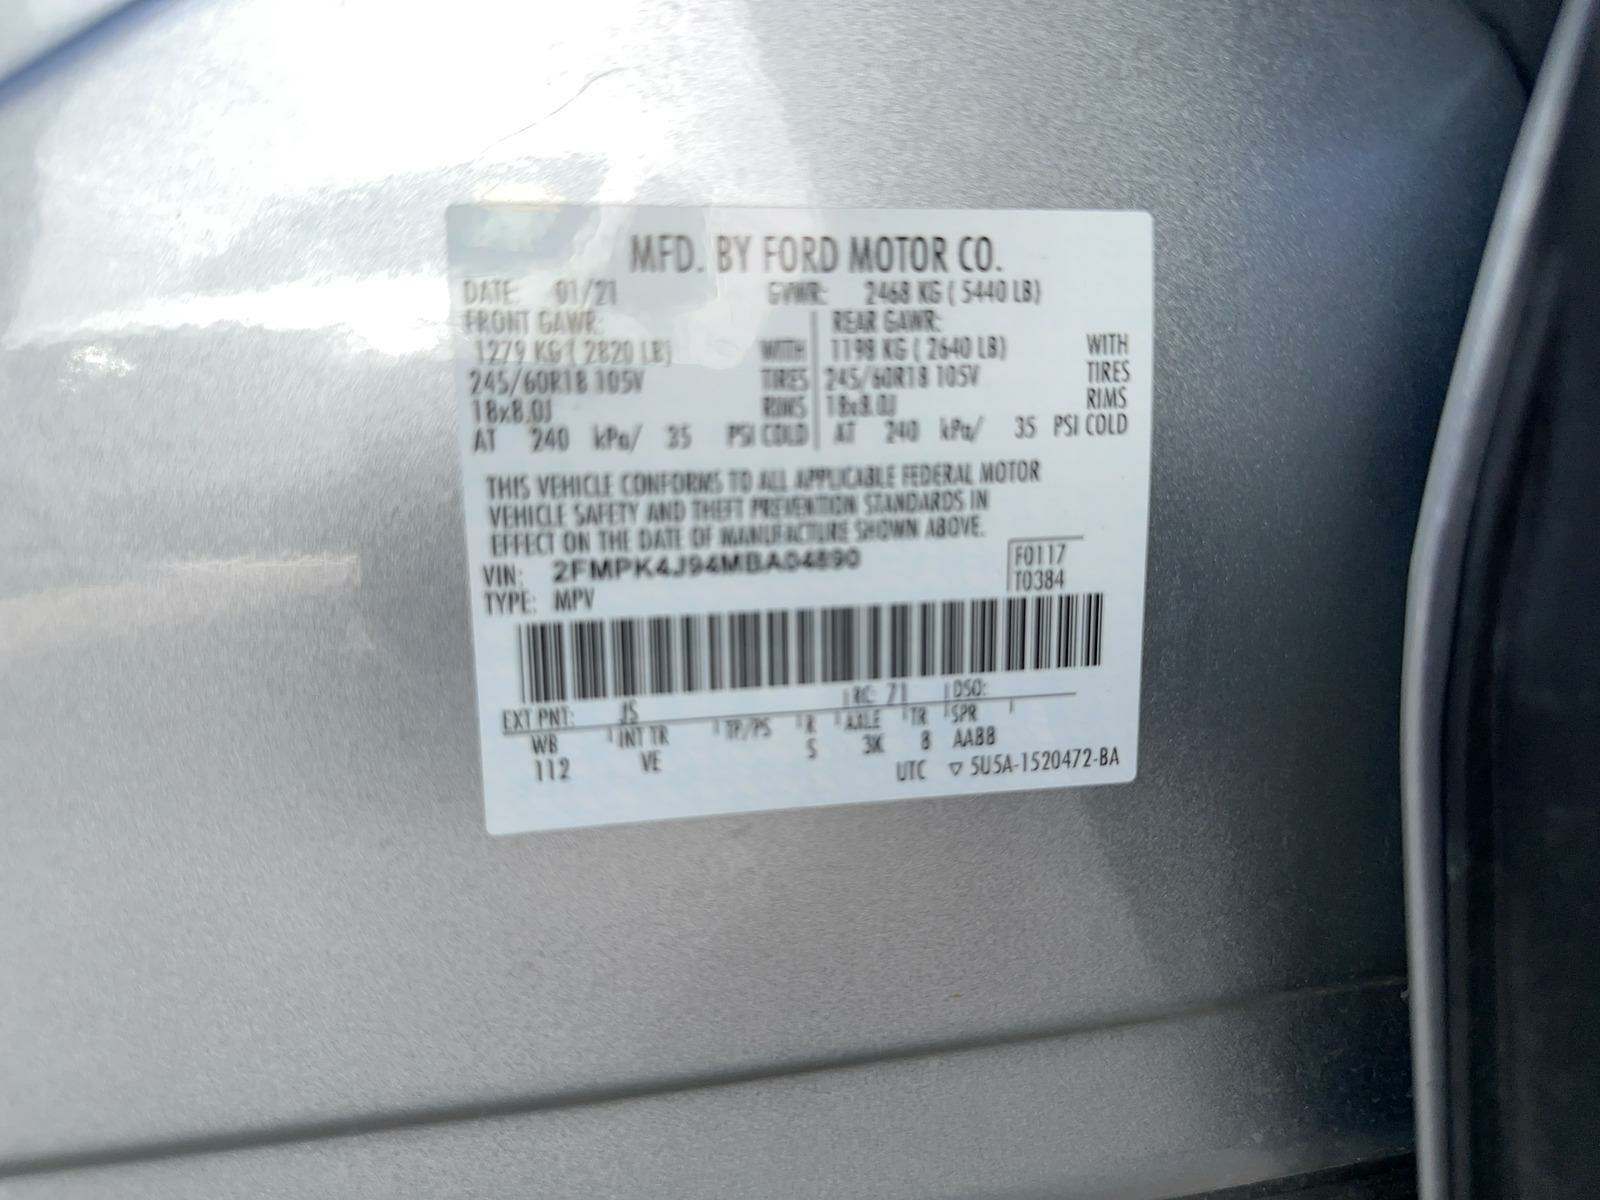 MFD. BY FORD MOTOR CO.
DATE: 01/21 GVWR: 2468 KG ( 5440 LB)
FRONT GAWR: REAR GAWR:
1279 KG ( 2820 LB) WITH 1198 KG ( 2640 LB) WITH
245/60R18 105V TIRES 245/60R18 105V TIRES
18x8.0J RIMS 18x8.0J RIMS
AT 240 kPa/ 35 PSI COLD AT 240 kPa/ 35 PSI COLD
THIS VEHICLE CONFORMS TO ALL APPLICABLE FEDERAL MOTOR
VEHICLE SAFETY AND THEFT PREVENTION STANDARDS IN
EFFECT ON THE DATE OF MANUFACTURE SHOWN ABOVE.
VIN: 2FMPK4J94MBA04890 F0117
TYPE: MPV T0384
EXT PNT: JS RC: 71 DSO:
WB INT TR TP/PS R AXLE TR SPR
112 VE S 3K 8 AABB
UTC ▽ 5U5A-1520472-BA